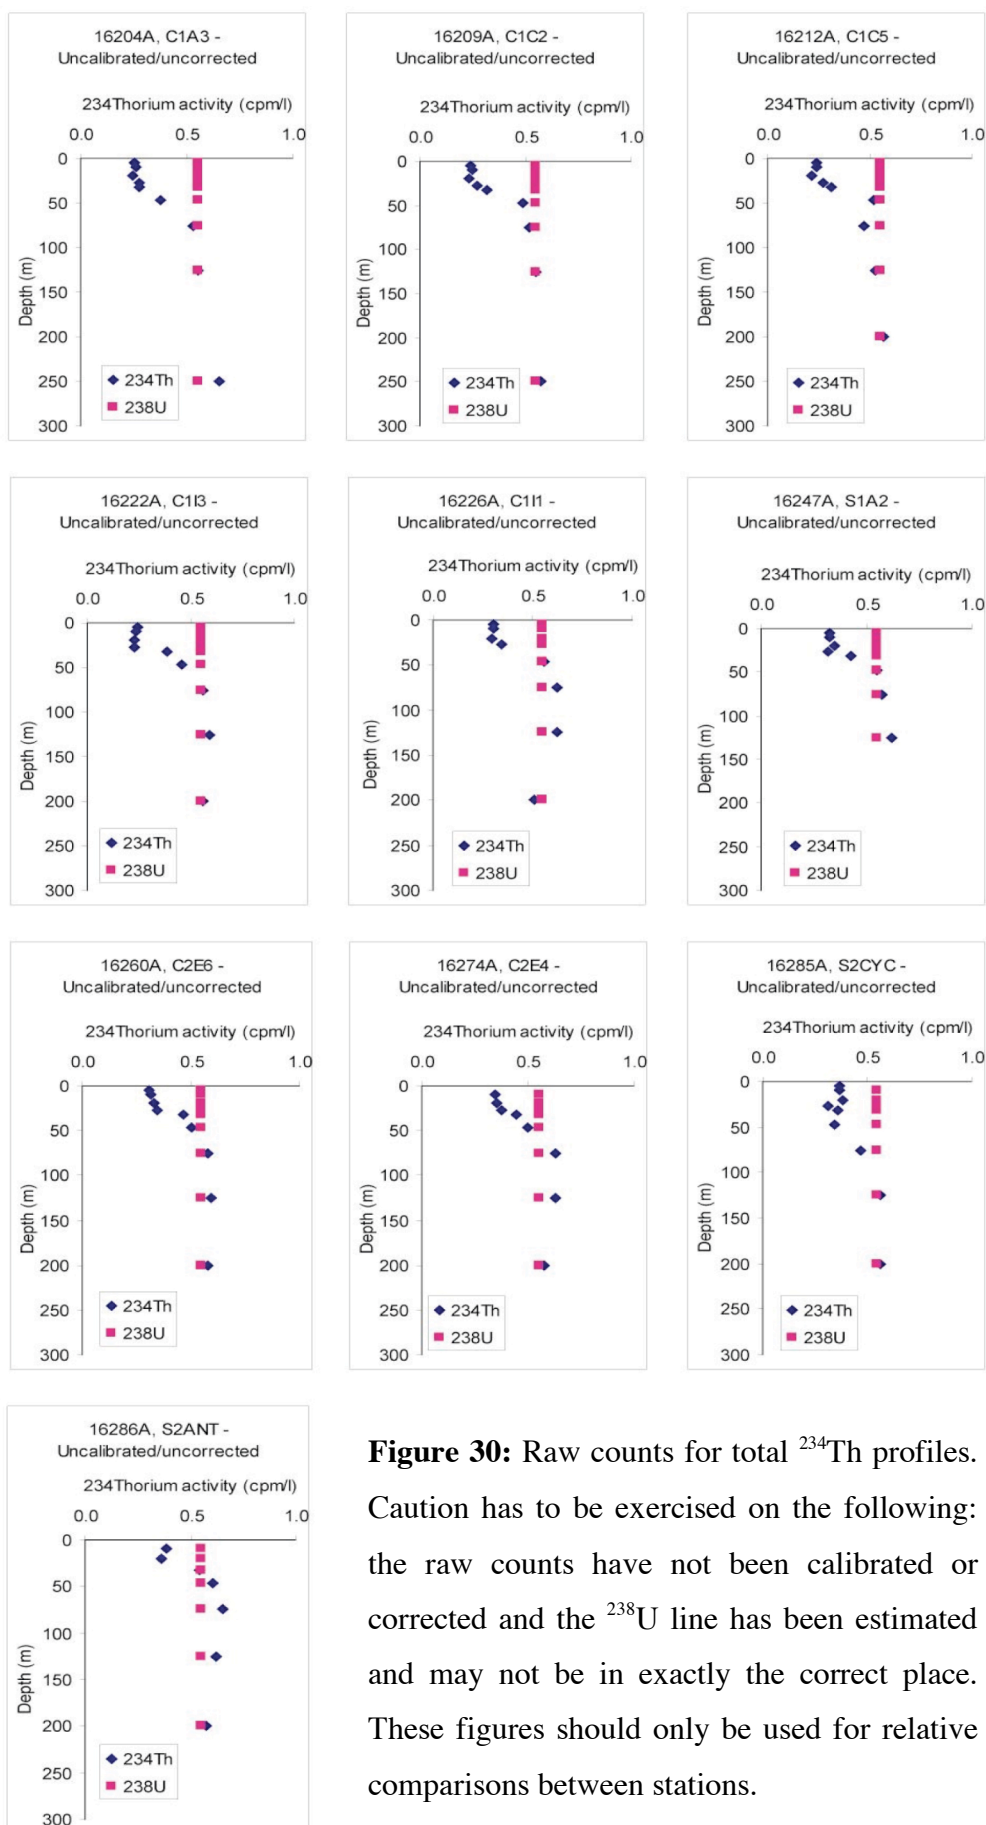 16204A, C1A3 -
Uncalibrated/uncorrected
234Thorium activity (cpm/l)
0.0 0.5 1.0
0
50
100
150
200
250
300
Depth (m)
234Th
238U
16209A, C1C2 -
Uncalibrated/uncorrected
234Thorium activity (cpm/l)
0.0 0.5 1.0
0
50
100
150
200
250
300
Depth (m)
234Th
238U
16212A, C1C5 -
Uncalibrated/uncorrected
234Thorium activity (cpm/l)
0.0 0.5 1.0
0
50
100
150
200
250
300
Depth (m)
234Th
238U
16222A, C1I3 -
Uncalibrated/uncorrected
234Thorium activity (cpm/l)
0.0 0.5 1.0
0
50
100
150
200
250
300
Depth (m)
234Th
238U
16226A, C1I1 -
Uncalibrated/uncorrected
234Thorium activity (cpm/l)
0.0 0.5 1.0
0
50
100
150
200
250
300
Depth (m)
234Th
238U
16247A, S1A2 -
Uncalibrated/uncorrected
234Thorium activity (cpm/l)
0.0 0.5 1.0
0
50
100
150
200
250
300
Depth (m)
234Th
238U
16260A, C2E6 -
Uncalibrated/uncorrected
234Thorium activity (cpm/l)
0.0 0.5 1.0
0
50
100
150
200
250
300
Depth (m)
234Th
238U
16274A, C2E4 -
Uncalibrated/uncorrected
234Thorium activity (cpm/l)
0.0 0.5 1.0
0
50
100
150
200
250
300
Depth (m)
234Th
238U
16285A, S2CYC -
Uncalibrated/uncorrected
234Thorium activity (cpm/l)
0.0 0.5 1.0
0
50
100
150
200
250
300
Depth (m)
234Th
238U
16286A, S2ANT -
Uncalibrated/uncorrected
234Thorium activity (cpm/l)
0.0 0.5 1.0
0
50
100
150
200
250
300
Depth (m)
234Th
238U
Figure 30: Raw counts for total ²³⁴Th profiles.
Caution has to be exercised on the following:
the raw counts have not been calibrated or
corrected and the ²³⁸U line has been estimated
and may not be in exactly the correct place.
These figures should only be used for relative
comparisons between stations.